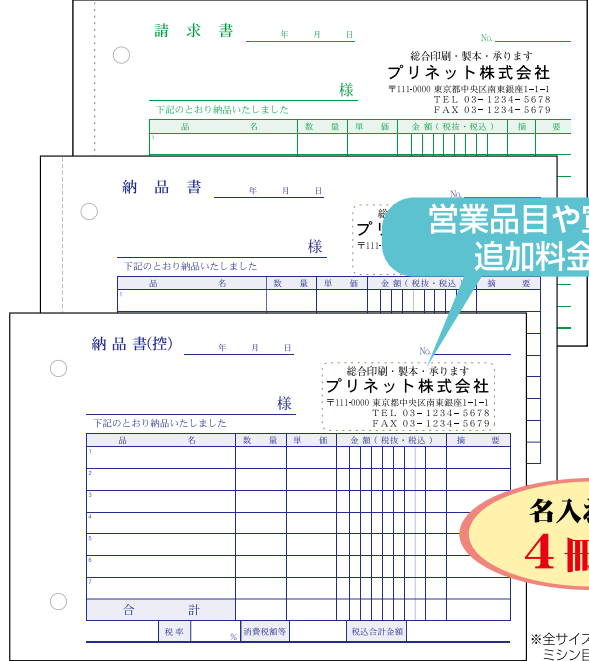 請求書 年 月 日 No.
総合印刷・製本・承ります
プリネット株式会社
様
〒111-0000 東京都中央区南東銀座1-1-1
TEL 03-1234-5678
FAX 03-1234-5679
下記のとおり納品いたしました
品 名 数 量 単 価 金 額 ( 税抜・税込 ) 摘 要
1
納品書 年 月 日 No.
総
プリ
様
〒111-
下記のとおり納品いたしました
品 名 数 量 単 価 金 額 ( 税抜・税込 ) 摘 要
1
営業品目や
追加料金
納品書(控) 年 月 日 No.
総合印刷・製本・承ります
プリネット株式会社
様
〒111-0000 東京都中央区南東銀座1-1-1
TEL 03-1234-5678
FAX 03-1234-5679
下記のとおり納品いたしました
品 名 数 量 単 価 金 額 ( 税抜・税込 ) 摘 要
1
2
3
4
5
6
7
合 計
税率 % 消費税額等 税込合計金額
名入
4冊
※全サイズ
ミシン目